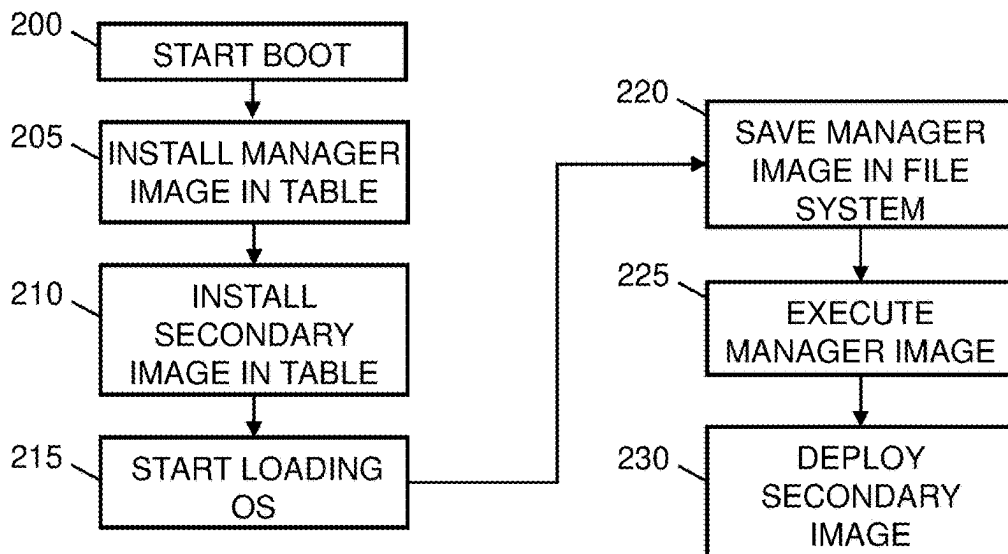 200
START BOOT
205
INSTALL MANAGER
IMAGE IN TABLE
210
INSTALL
SECONDARY
IMAGE IN TABLE
215
START LOADING
OS
220
SAVE MANAGER
IMAGE IN FILE
SYSTEM
225
EXECUTE
MANAGER IMAGE
230
DEPLOY
SECONDARY
IMAGE